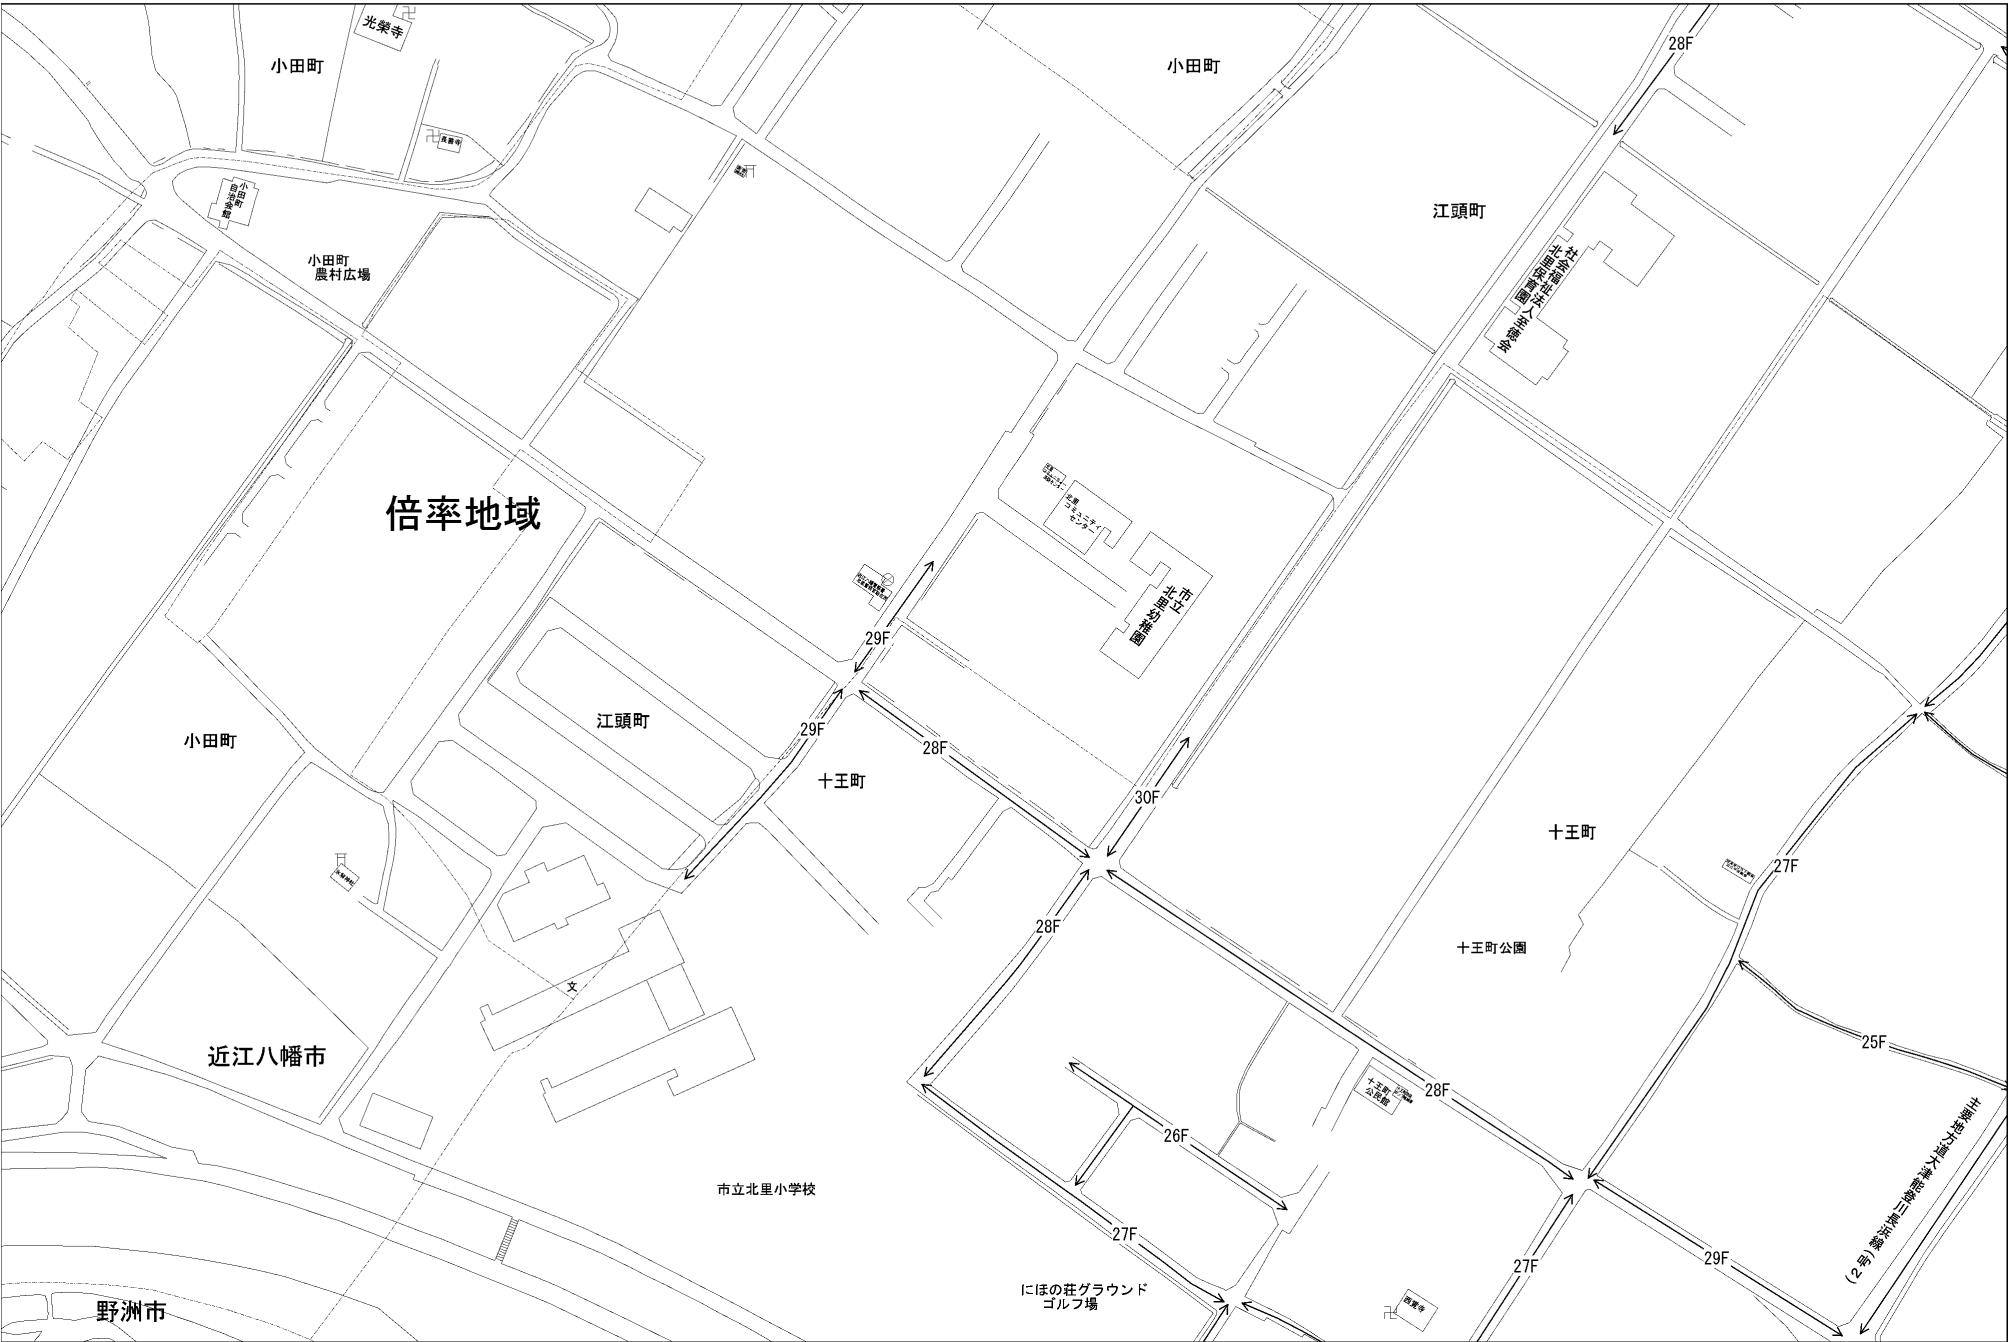 光榮寺
28F
小田町
小田町
長勝寺
小田町
自治会館
江頭町
小田町
農村広場
社会福祉法人至徳会
北里保育園
倍率地域
北里
コミュニティ
センター
市立
北里幼稚園
29F
江頭町
29F
小田町
28F
十王町
30F
十王町
27F
28F
十王町公園
文
25F
近江八幡市
28F
十王町
公民館
主要地方道大津能登川長浜線
(2号)
26F
市立北里小学校
27F
29F
27F
にほの荘グラウンド
ゴルフ場
西覚寺
野洲市